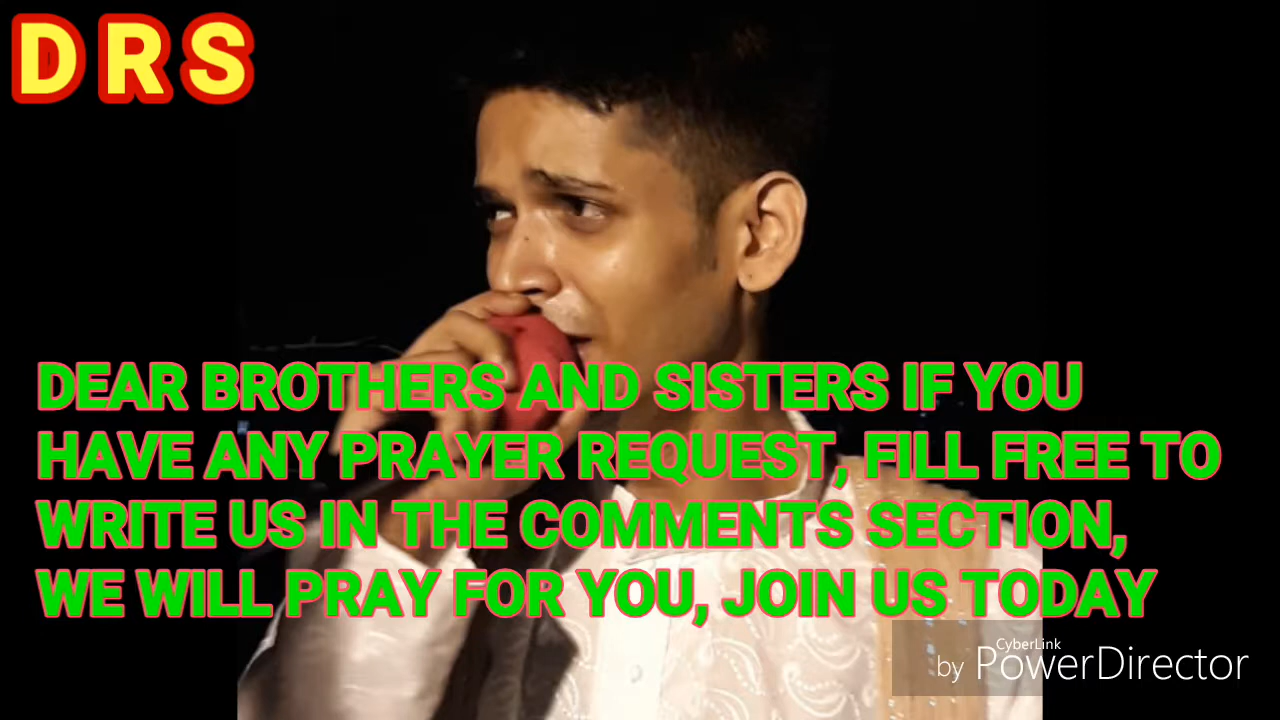 DRS
DEAR BROTHERS AND SISTERS IF YOU
HAVE ANY PRAYER REQUEST, FILL FREE TO
WRITE US IN THE COMMENTS SECTION,
WE WILL PRAY FOR YOU, JOIN US TODAY
CyberLink
by PowerDirector